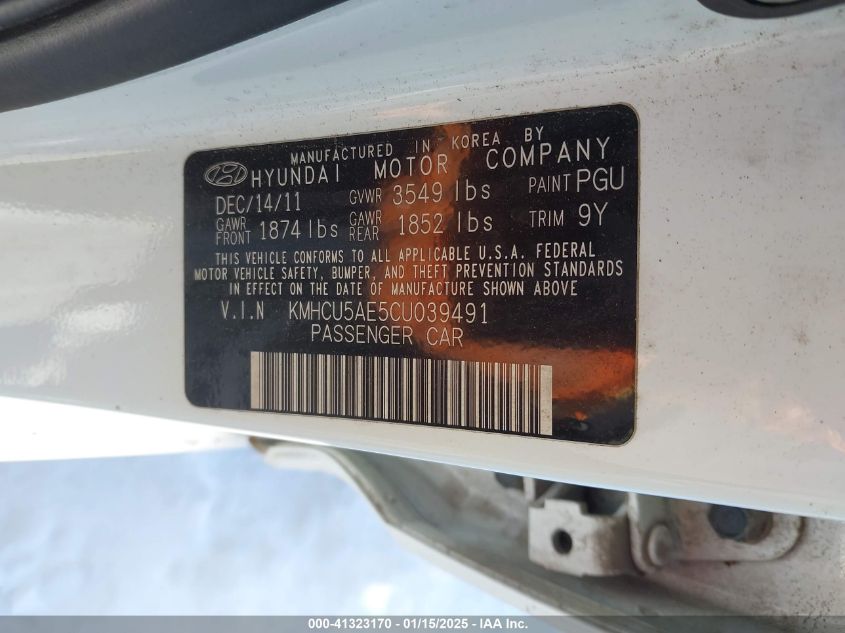 MANUFACTURED IN KOREA BY
HYUNDAI MOTOR COMPANY
DEC/14/11 GVWR 3549 lbs PAINT PGU
GAWR FRONT 1874 lbs GAWR REAR 1852 lbs TRIM 9Y
THIS VEHICLE CONFORMS TO ALL APPLICABLE U.S.A. FEDERAL
MOTOR VEHICLE SAFETY, BUMPER, AND THEFT PREVENTION STANDARDS
IN EFFECT ON THE DATE OF MANUFACTURE SHOWN ABOVE
V.I.N KMHCU5AE5CU039491
PASSENGER CAR
000-41323170 - 01/15/2025 - IAA Inc.